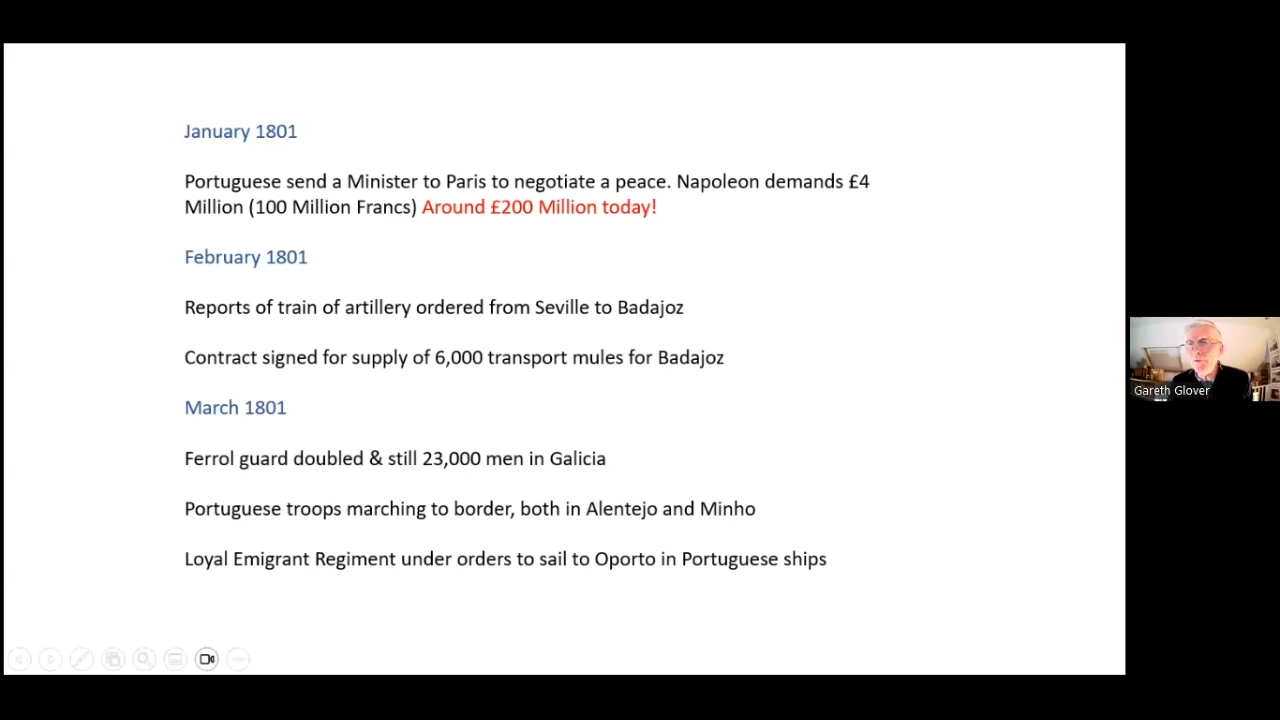 January 1801
Portuguese send a Minister to Paris to negotiate a peace. Napoleon demands £4
Million (100 Million Francs) Around £200 Million today!
February 1801
Reports of train of artillery ordered from Seville to Badajoz
Contract signed for supply of 6,000 transport mules for Badajoz
March 1801
Ferrol guard doubled & still 23,000 men in Galicia
Portuguese troops marching to border, both in Alentejo and Minho
Loyal Emigrant Regiment under orders to sail to Oporto in Portuguese ships
Gareth Glover